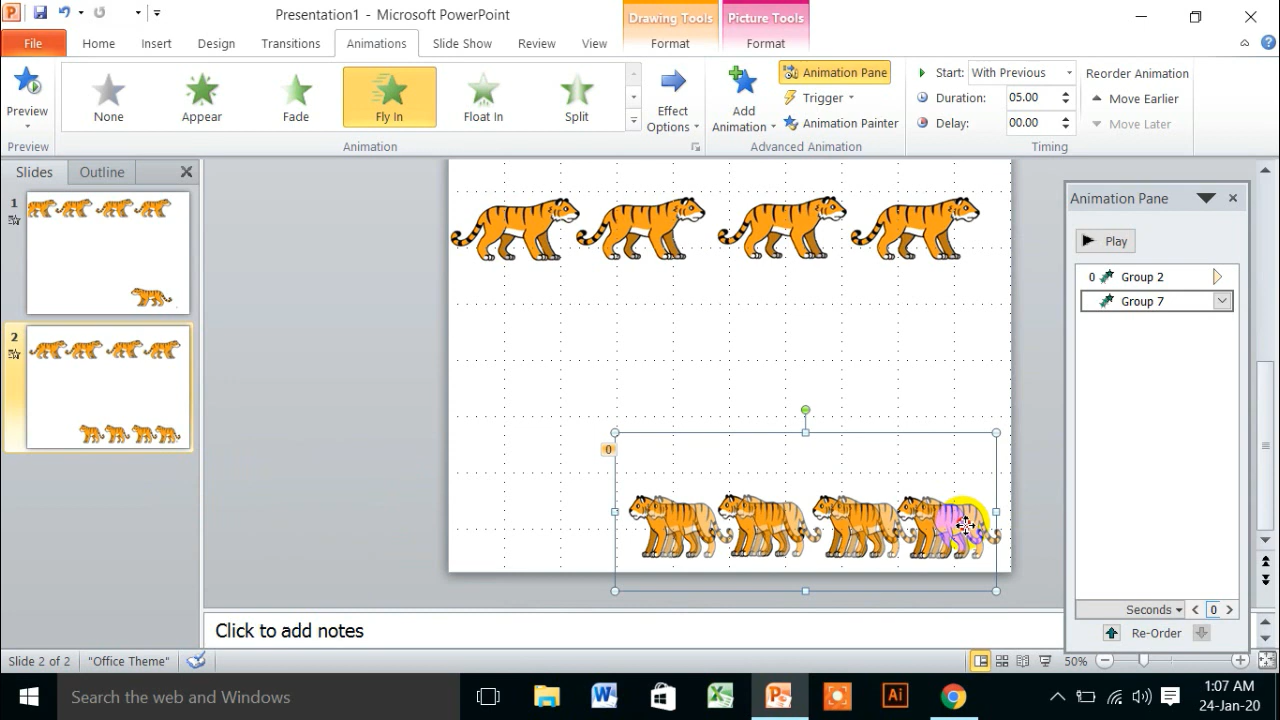 Presentation1 - Microsoft PowerPoint
Drawing Tools
Picture Tools
File
Home
Insert
Design
Transitions
Animations
Slide Show
Review
View
Format
Format
Preview
None
Appear
Fade
Fly In
Float In
Split
Effect
Options
Add
Animation
Animation Pane
Trigger
Animation Painter
Start: With Previous
Duration: 05.00
Delay: 00.00
Reorder Animation
Move Earlier
Move Later
Preview
Animation
Advanced Animation
Timing
Slides
Outline
1
2
0
Animation Pane
Play
0 Group 2
Group 7
Seconds
0
Re-Order
Click to add notes
Slide 2 of 2
"Office Theme"
50%
Search the web and Windows
1:07 AM
24-Jan-20